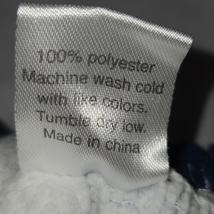 100% polyester
Machine wash cold
with like colors.
Tumble dry low.
Made in china